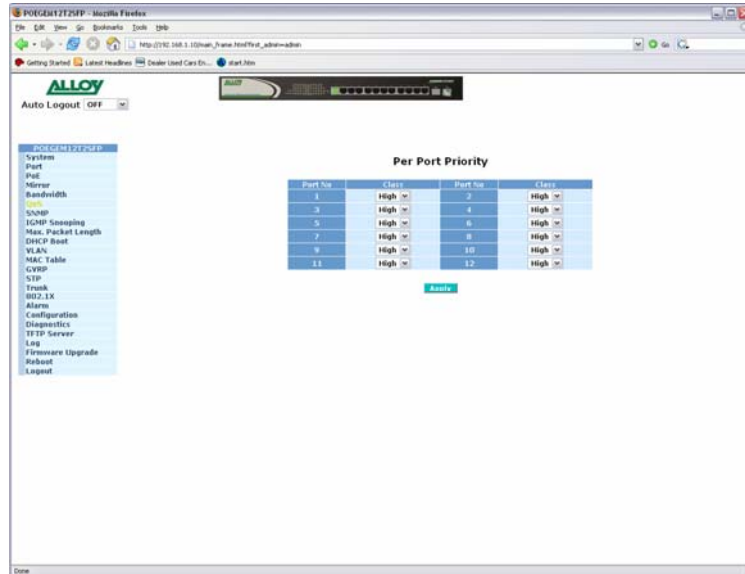 POEGEM12T2SFP - Mozilla Firefox
File Edit View Go Bookmarks Tools Help
http://192.168.1.10/main_frame.html?first_admin=admin
Getting Started Latest Headlines Dealer Used Cars En... start.htm
ALLOY
Auto Logout OFF
ALLOY
POEGEM12T2SFP
System
Port
PoE
Mirror
Bandwidth
QoS
SNMP
IGMP Snooping
Max. Packet Length
DHCP Boot
VLAN
MAC Table
GVRP
STP
Trunk
802.1X
Alarm
Configuration
Diagnostics
TFTP Server
Log
Firmware Upgrade
Reboot
Logout
Per Port Priority
Port No Class Port No Class
1 High 2 High
3 High 4 High
5 High 6 High
7 High 8 High
9 High 10 High
11 High 12 High
Apply
Done